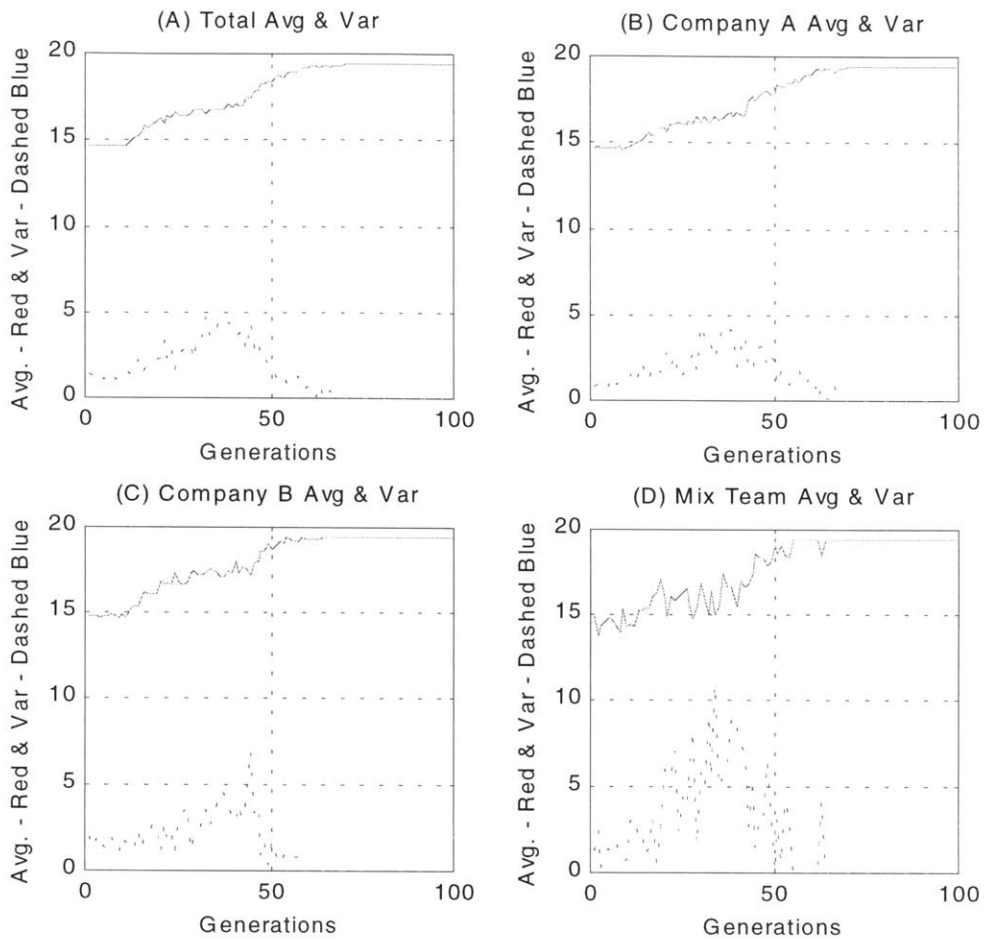 (A) Total Avg & Var
Avg. - Red & Var - Dashed Blue
20
15
10
5
0
0
50
100
Generations
(B) Company A Avg & Var
Avg. - Red & Var - Dashed Blue
20
15
10
5
0
0
50
100
Generations
(C) Company B Avg & Var
Avg. - Red & Var - Dashed Blue
20
15
10
5
0
0
50
100
Generations
(D) Mix Team Avg & Var
Avg. - Red & Var - Dashed Blue
20
15
10
5
0
0
50
100
Generations